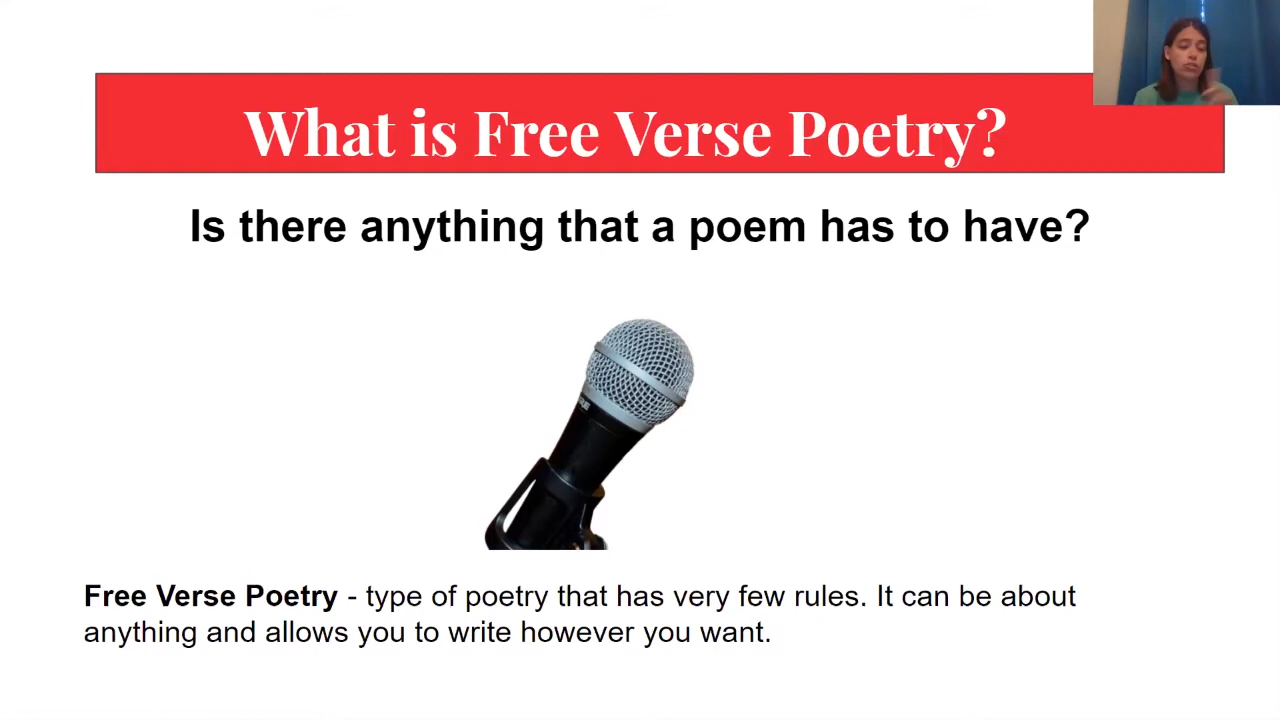 What is Free Verse Poetry?
Is there anything that a poem has to have?
Free Verse Poetry - type of poetry that has very few rules. It can be about
anything and allows you to write however you want.